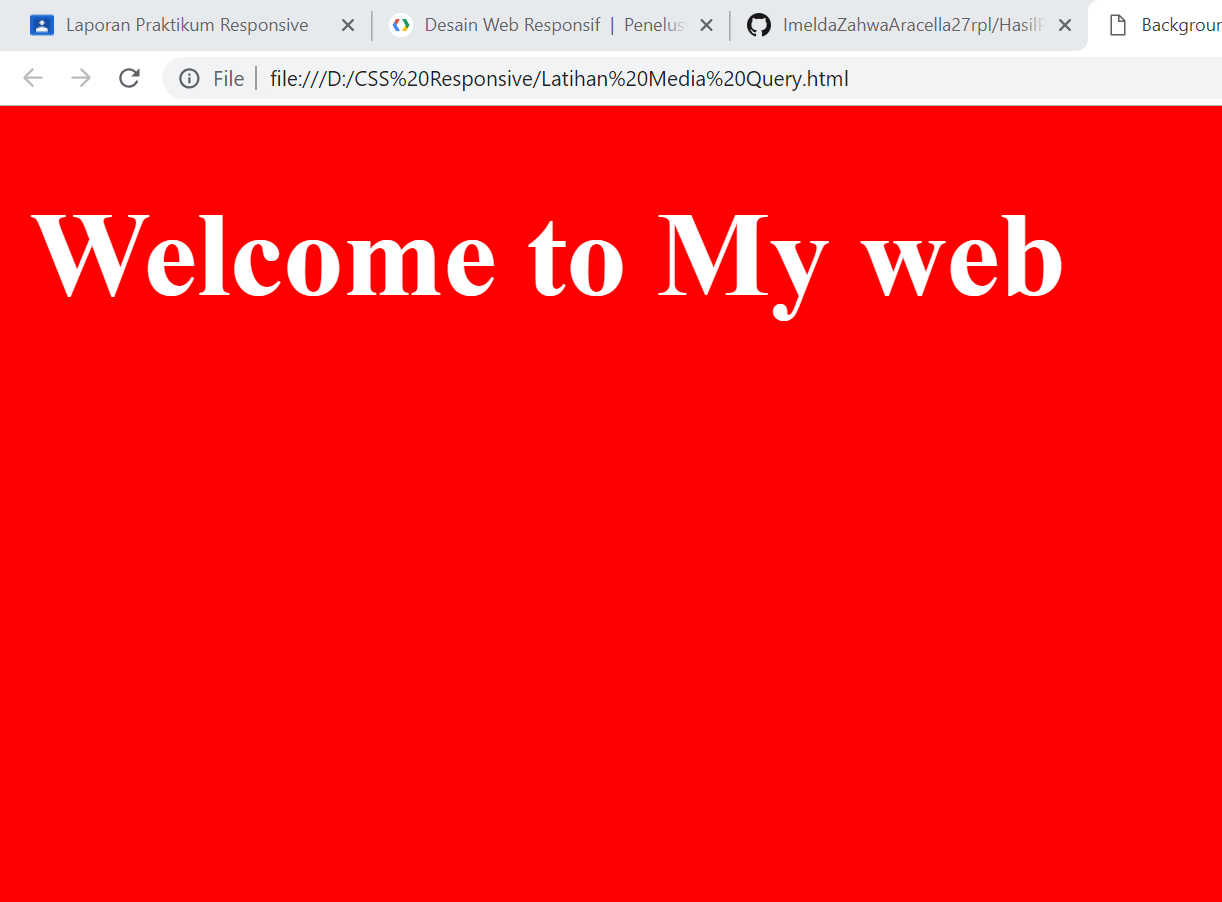 Laporan Praktikum Responsive
Desain Web Responsif | Penelus
ImeldaZahwaAracella27rpl/HasilP
Backgroun
File | file:///D:/CSS%20Responsive/Latihan%20Media%20Query.html
Welcome to My web